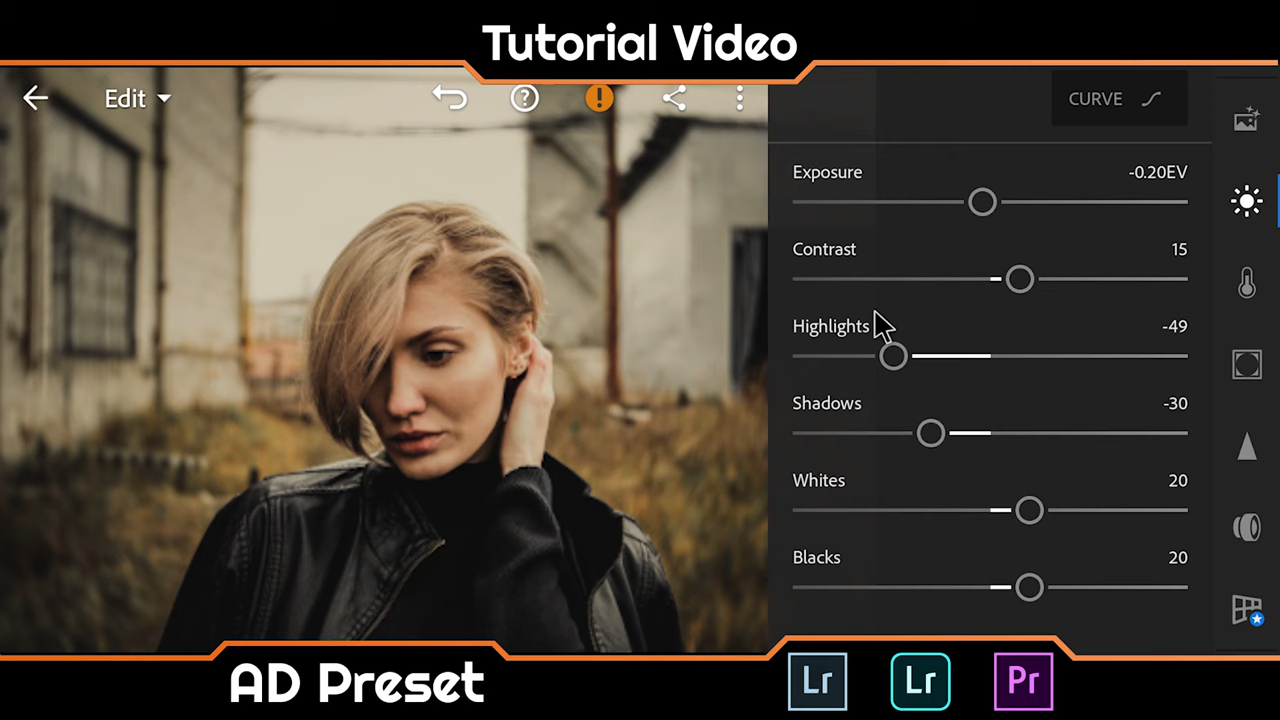 Tutorial Video
Edit
CURVE
Exposure -0.20EV
Contrast 15
Highlights -49
Shadows -30
Whites 20
Blacks 20
AD Preset
Lr Lr Pr